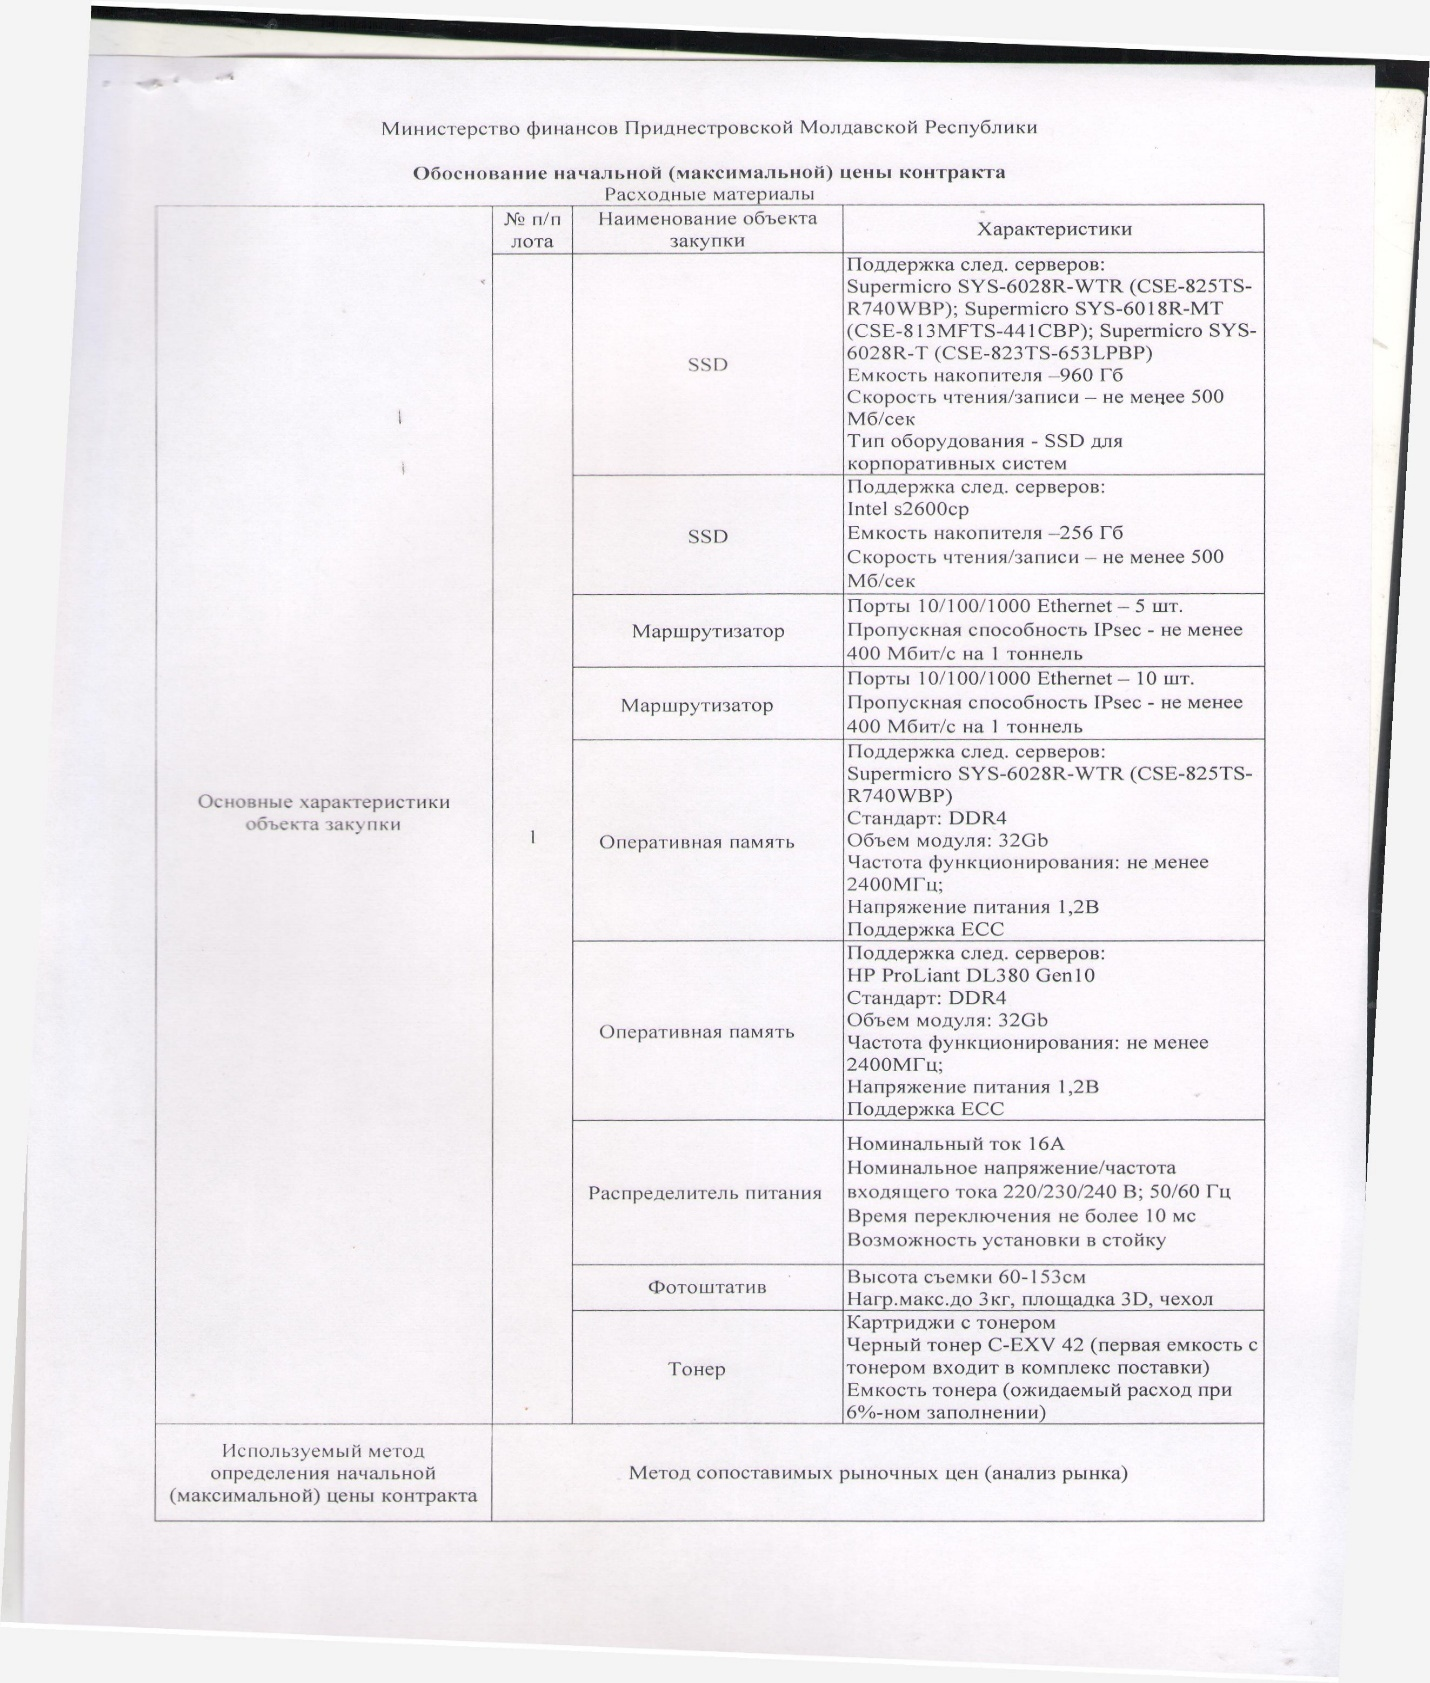 Министерство финансов Приднестровской Молдавской Республики
Обоснование начальной (максимальной) цены контракта
Расходные материалы
№ п/п
лота
Наименование объекта
закупки
Характеристики
Основные характеристики
объекта закупки
1
SSD
Поддержка след. серверов:
Supermicro SYS-6028R-WTR (CSE-825TS-
R740WBP); Supermicro SYS-6018R-MT
(CSE-813MFTS-441CBP); Supermicro SYS-
6028R-T (CSE-823TS-653LPBP)
Емкость накопителя –960 Гб
Скорость чтения/записи – не менее 500
Мб/сек
Тип оборудования - SSD для
корпоративных систем
SSD
Поддержка след. серверов:
Intel s2600cp
Емкость накопителя –256 Гб
Скорость чтения/записи – не менее 500
Мб/сек
Маршрутизатор
Порты 10/100/1000 Ethernet – 5 шт.
Пропускная способность IPsec - не менее
400 Мбит/с на 1 тоннель
Маршрутизатор
Порты 10/100/1000 Ethernet – 10 шт.
Пропускная способность IPsec - не менее
400 Мбит/с на 1 тоннель
Оперативная память
Поддержка след. серверов:
Supermicro SYS-6028R-WTR (CSE-825TS-
R740WBP)
Стандарт: DDR4
Объем модуля: 32Gb
Частота функционирования: не менее
2400МГц;
Напряжение питания 1,2В
Поддержка ECC
Оперативная память
Поддержка след. серверов:
HP ProLiant DL380 Gen10
Стандарт: DDR4
Объем модуля: 32Gb
Частота функционирования: не менее
2400МГц;
Напряжение питания 1,2В
Поддержка ECC
Распределитель питания
Номинальный ток 16А
Номинальное напряжение/частота
входящего тока 220/230/240 В; 50/60 Гц
Время переключения не более 10 мс
Возможность установки в стойку
Фотоштатив
Высота съемки 60-153см
Нагр.макс.до 3кг, площадка 3D, чехол
Тонер
Картриджи с тонером
Черный тонер C-EXV 42 (первая емкость с
тонером входит в комплекс поставки)
Емкость тонера (ожидаемый расход при
6%-ном заполнении)
Используемый метод
определения начальной
(максимальной) цены контракта
Метод сопоставимых рыночных цен (анализ рынка)